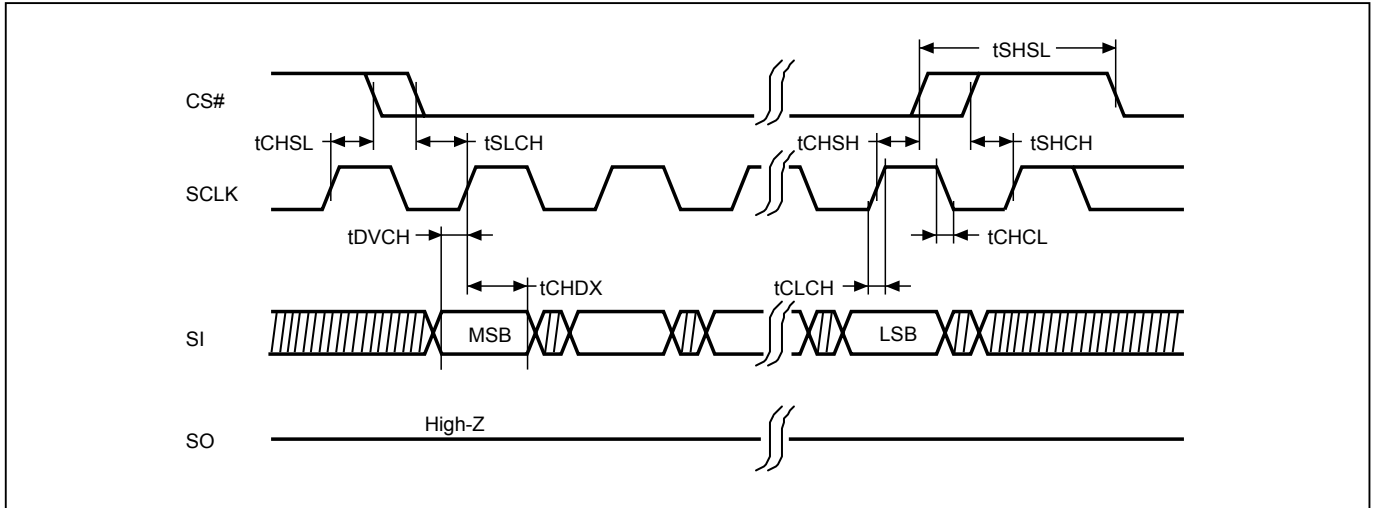 tSHSL
CS#
tCHSL
tSLCH
tCHSH
tSHCH
SCLK
tDVCH
tCHCL
tCHDX
tCLCH
SI
MSB
LSB
High-Z
SO